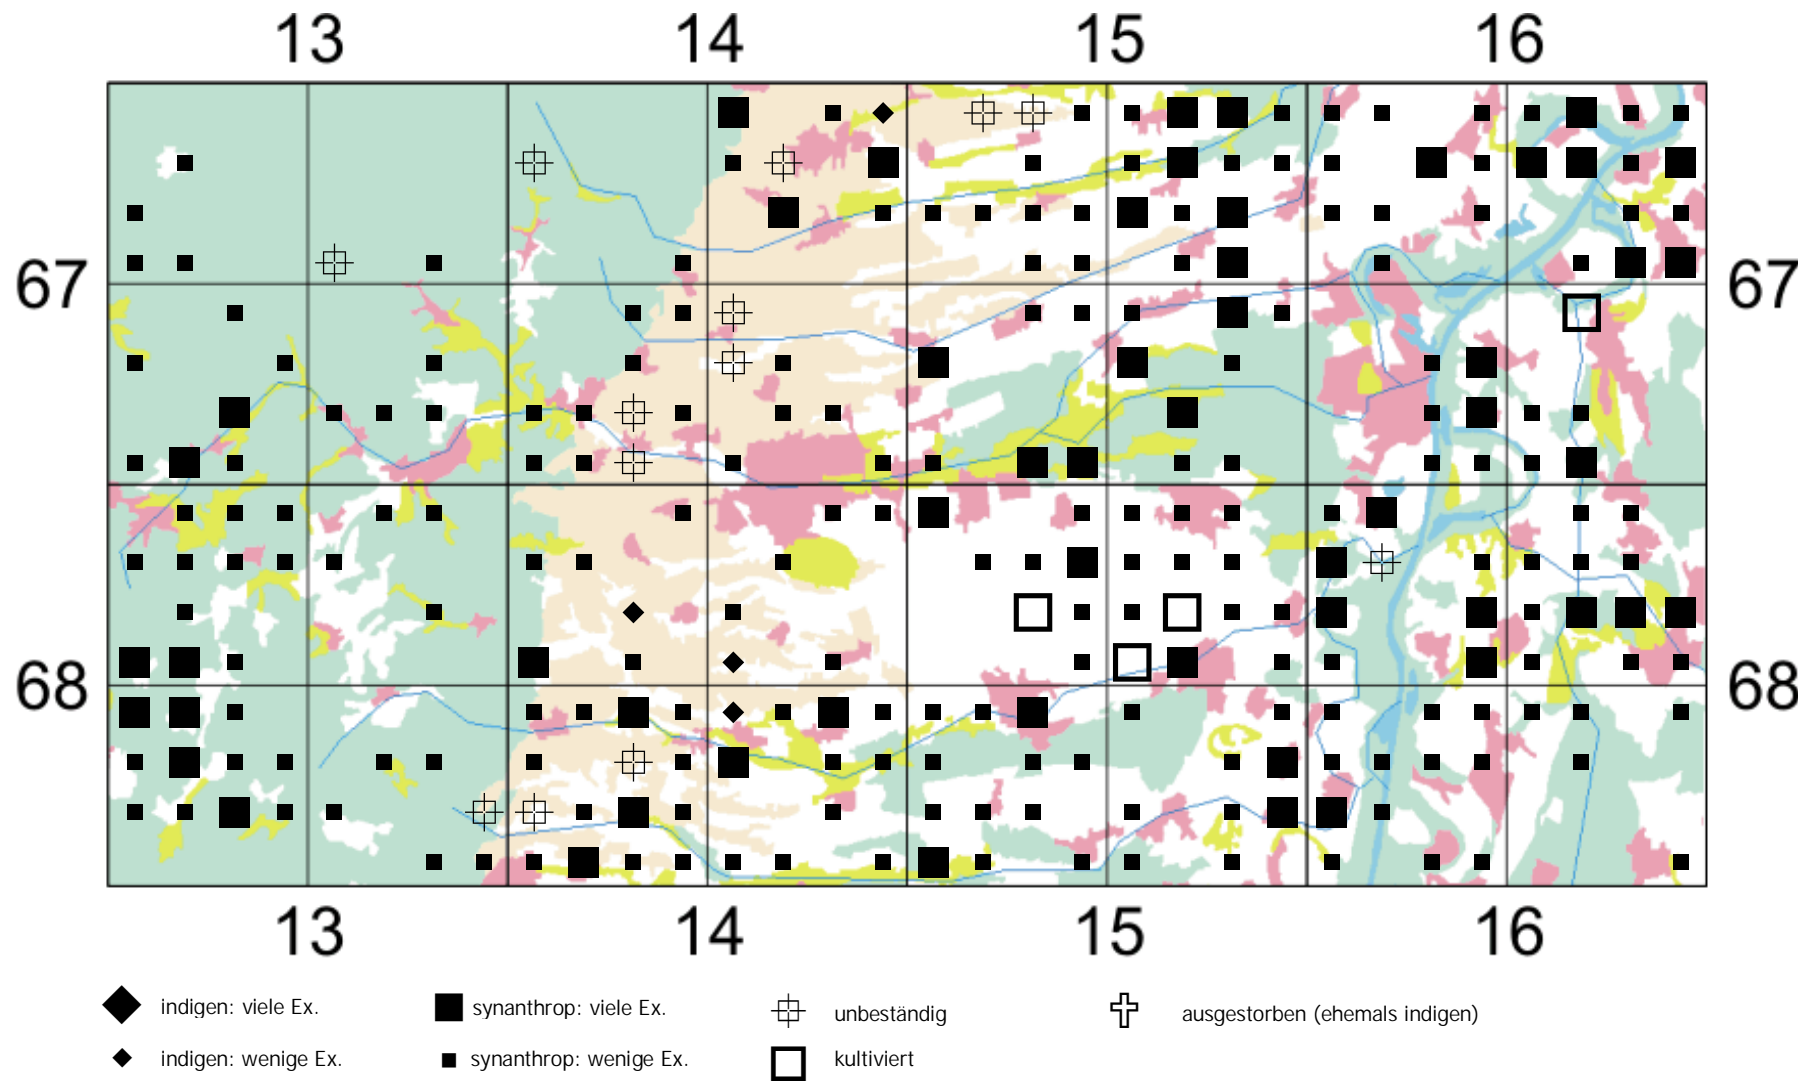 13 14 15 16
67 67
68 68
13 14 15 16
indigen: viele Ex. synanthrop: viele Ex. unbeständig ausgestorben (ehemals indigen)
indigen: wenige Ex. synanthrop: wenige Ex. kultiviert